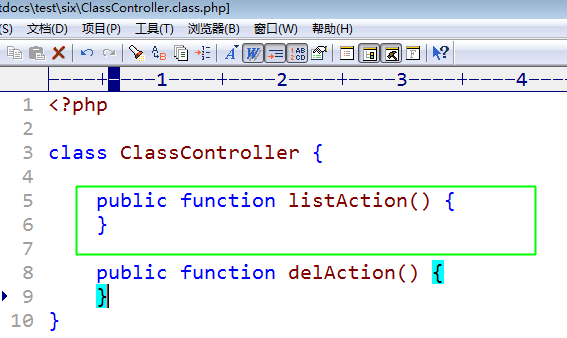 tdocs\test\six\ClassController.class.php]
(S) 文档(D) 项目(P) 工具(T) 浏览器(B) 窗口(W) 帮助(H)
----+----1----+----2----+----3----+----4
1 <?php
2
3 class ClassController {
4
5 public function listAction() {
6 }
7
8 public function delAction() {
9 }
10 }